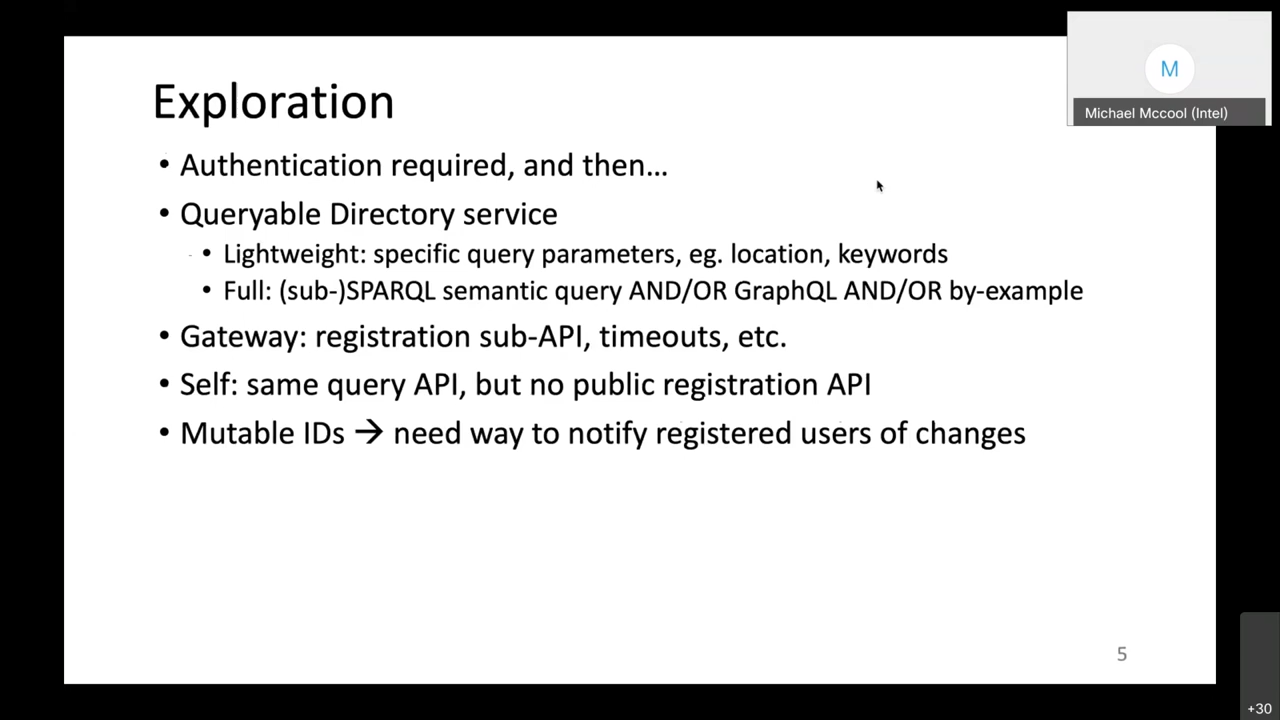 Exploration
M
Michael Mccool (Intel)
• Authentication required, and then...
• Queryable Directory service
• Lightweight: specific query parameters, eg. location, keywords
• Full: (sub-)SPARQL semantic query AND/OR GraphQL AND/OR by-example
• Gateway: registration sub-API, timeouts, etc.
• Self: same query API, but no public registration API
• Mutable IDs → need way to notify registered users of changes
5
+30